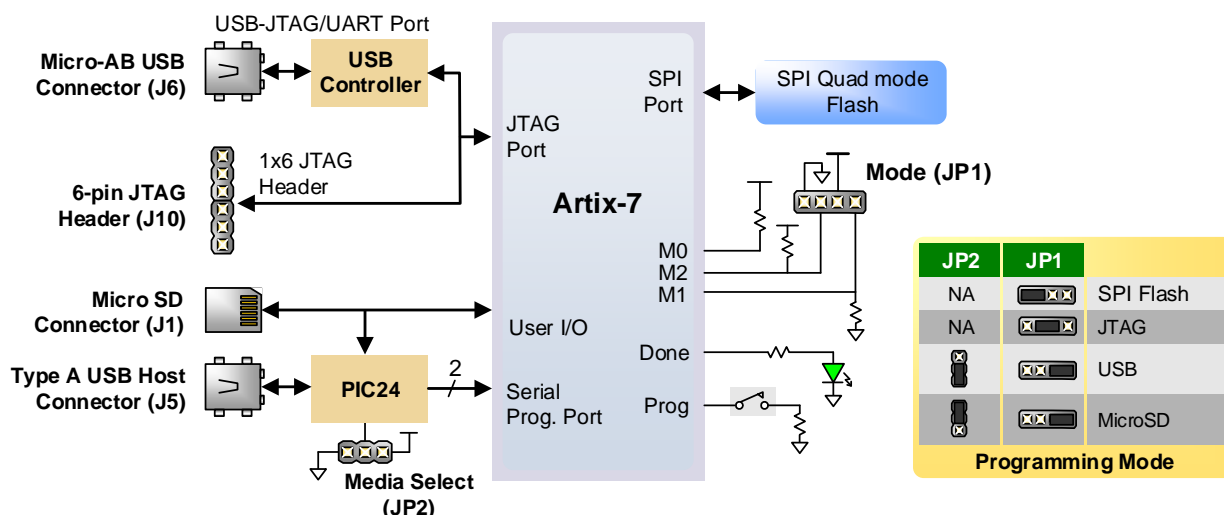 USB-JTAG/UART Port
Micro-AB USB
Connector (J6)
USB
Controller
1x6 JTAG
Header
6-pin JTAG
Header (J10)
Micro SD
Connector (J1)
Type A USB Host
Connector (J5)
PIC24
2
Media Select
(JP2)
JTAG
Port
SPI
Port
Artix-7
M0
M2
M1
User I/O
Done
Serial
Prog. Port
Prog
SPI Quad mode
Flash
Mode (JP1)
JP2 JP1
NA SPI Flash
NA JTAG
USB
MicroSD
Programming Mode